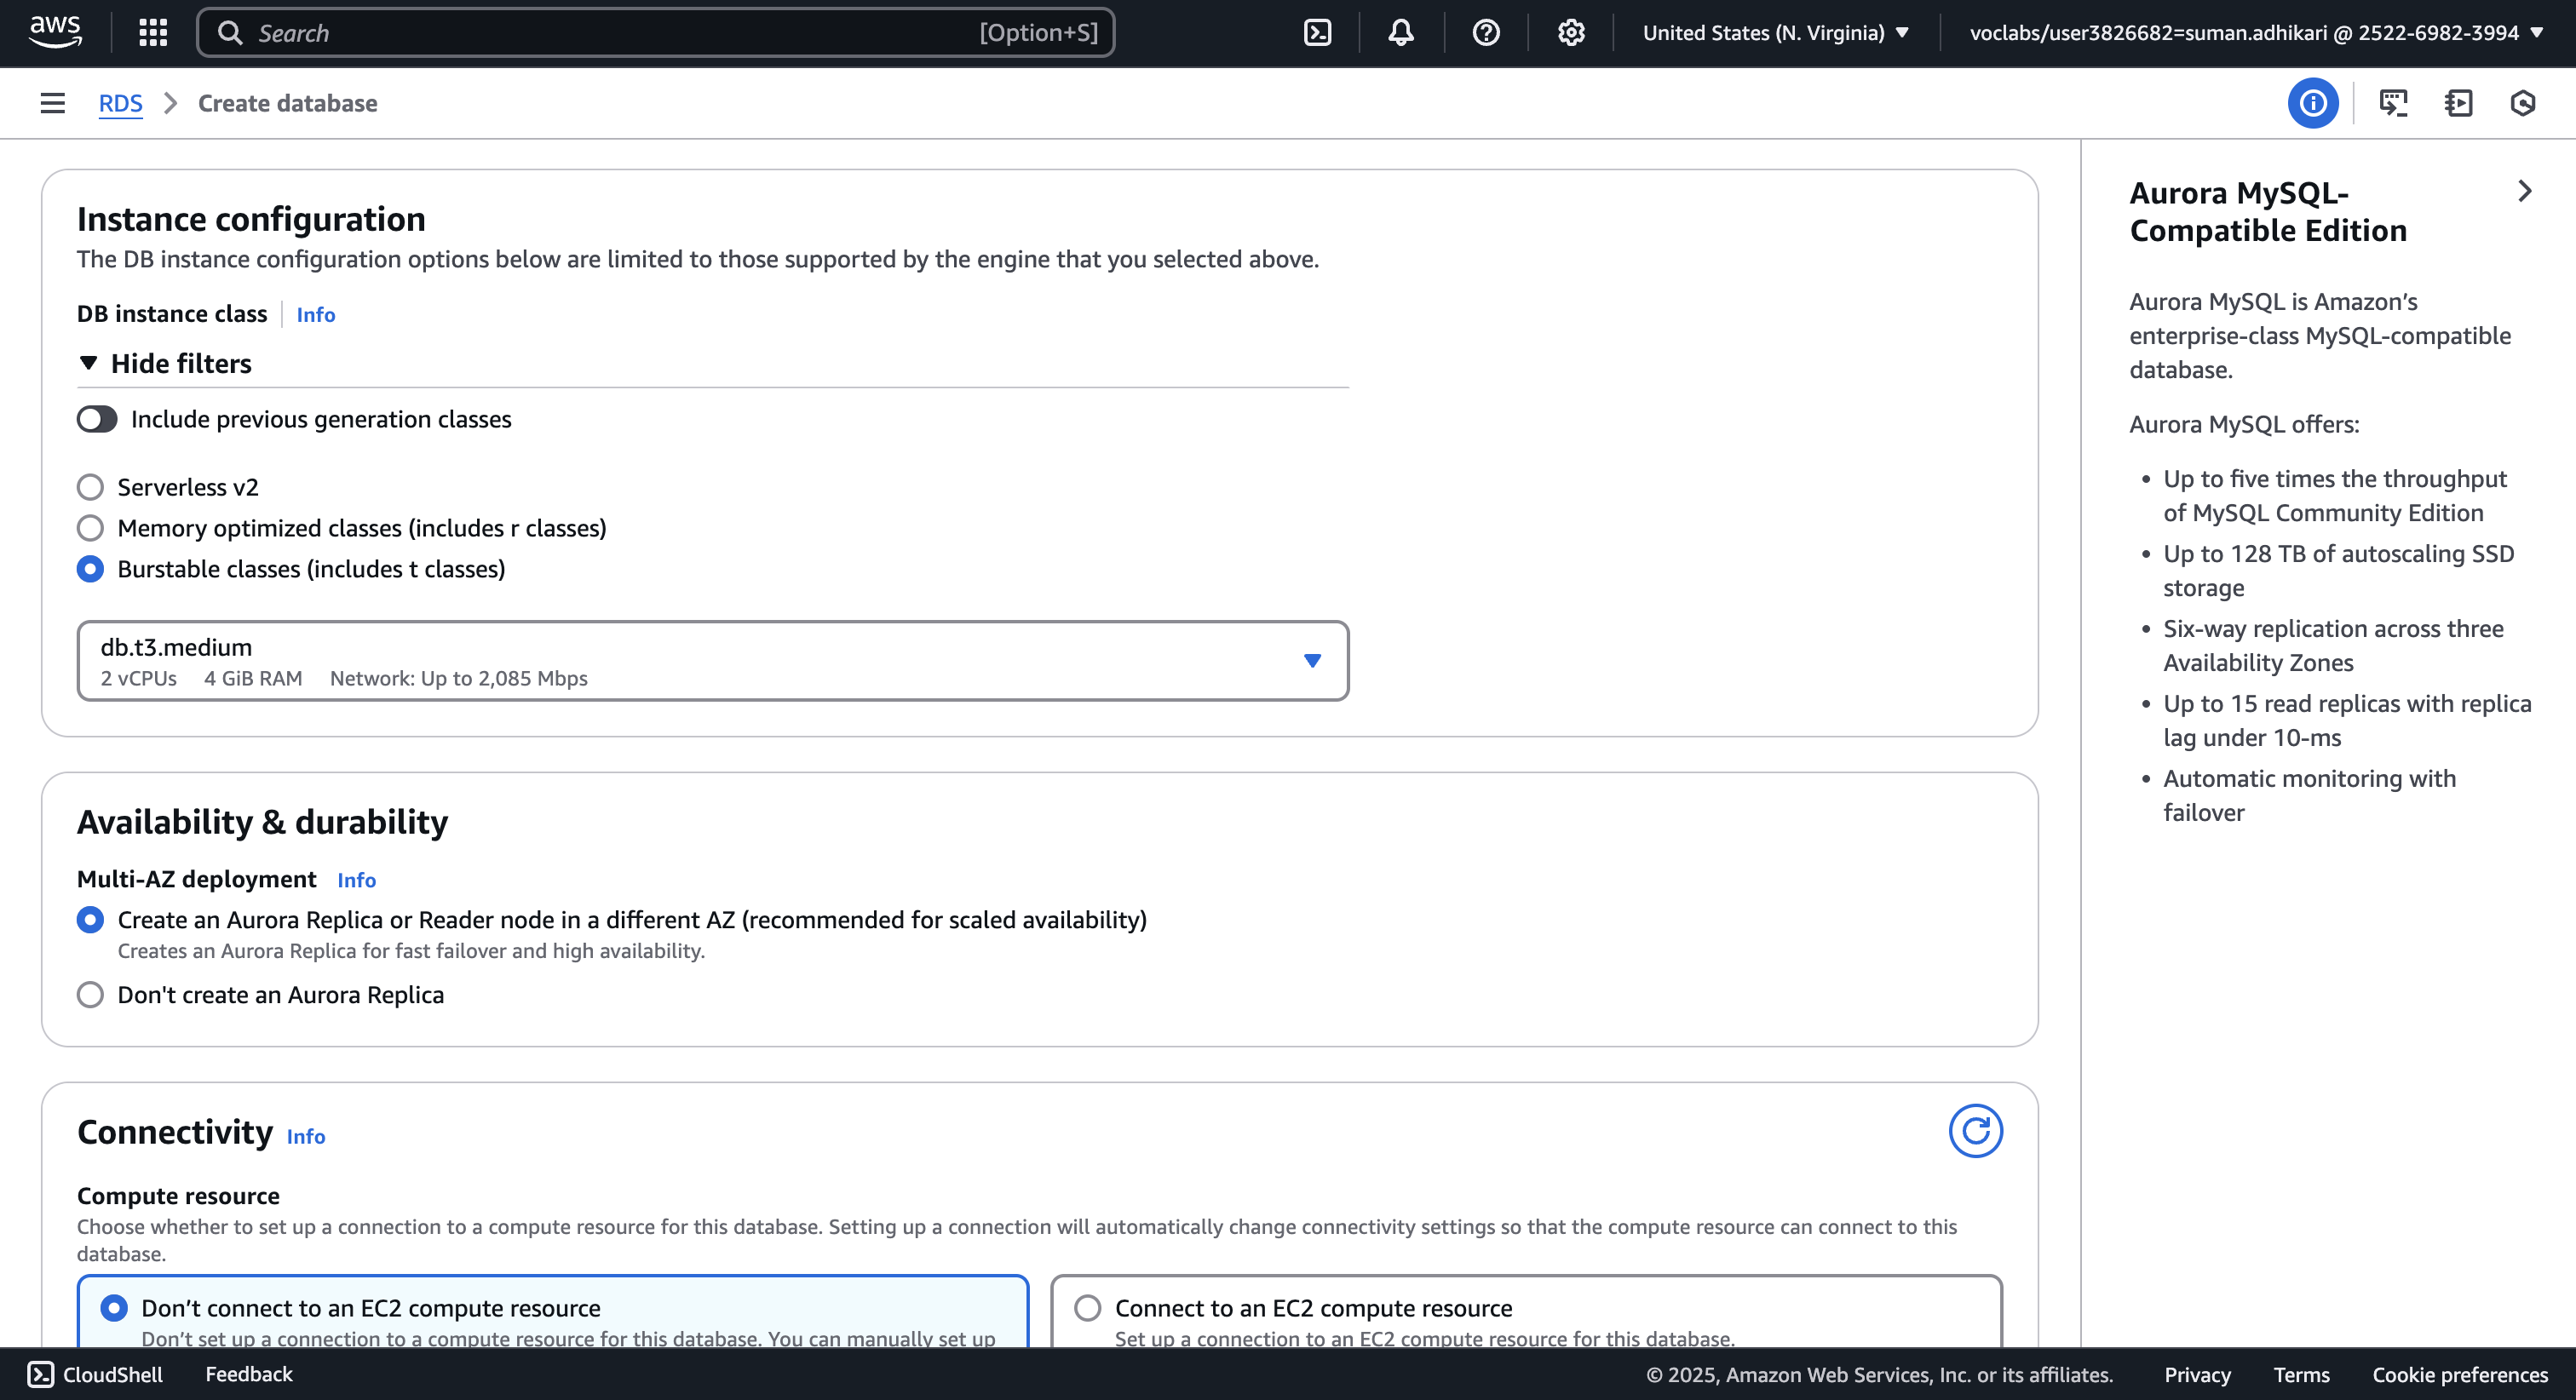 aws
Search
[Option+S]
United States (N. Virginia)
voclabs/user3826682=suman.adhikari @ 2522-6982-3994
RDS
Create database
Instance configuration
The DB instance configuration options below are limited to those supported by the engine that you selected above.
DB instance class
Info
Hide filters
Include previous generation classes
Serverless v2
Memory optimized classes (includes r classes)
Burstable classes (includes t classes)
db.t3.medium
2 vCPUs 4 GiB RAM Network: Up to 2,085 Mbps
Availability & durability
Multi-AZ deployment
Info
Create an Aurora Replica or Reader node in a different AZ (recommended for scaled availability)
Creates an Aurora Replica for fast failover and high availability.
Don't create an Aurora Replica
Connectivity
Info
Compute resource
Choose whether to set up a connection to a compute resource for this database. Setting up a connection will automatically change connectivity settings so that the compute resource can connect to this
database.
Don’t connect to an EC2 compute resource
Don’t set up a connection to a compute resource for this database. You can manually set up
Connect to an EC2 compute resource
Set up a connection to an EC2 compute resource for this database.
Aurora MySQL-
Compatible Edition
Aurora MySQL is Amazon’s
enterprise-class MySQL-compatible
database.
Aurora MySQL offers:
• Up to five times the throughput
of MySQL Community Edition
• Up to 128 TB of autoscaling SSD
storage
• Six-way replication across three
Availability Zones
• Up to 15 read replicas with replica
lag under 10-ms
• Automatic monitoring with
failover
CloudShell
Feedback
© 2025, Amazon Web Services, Inc. or its affiliates.
Privacy
Terms
Cookie preferences